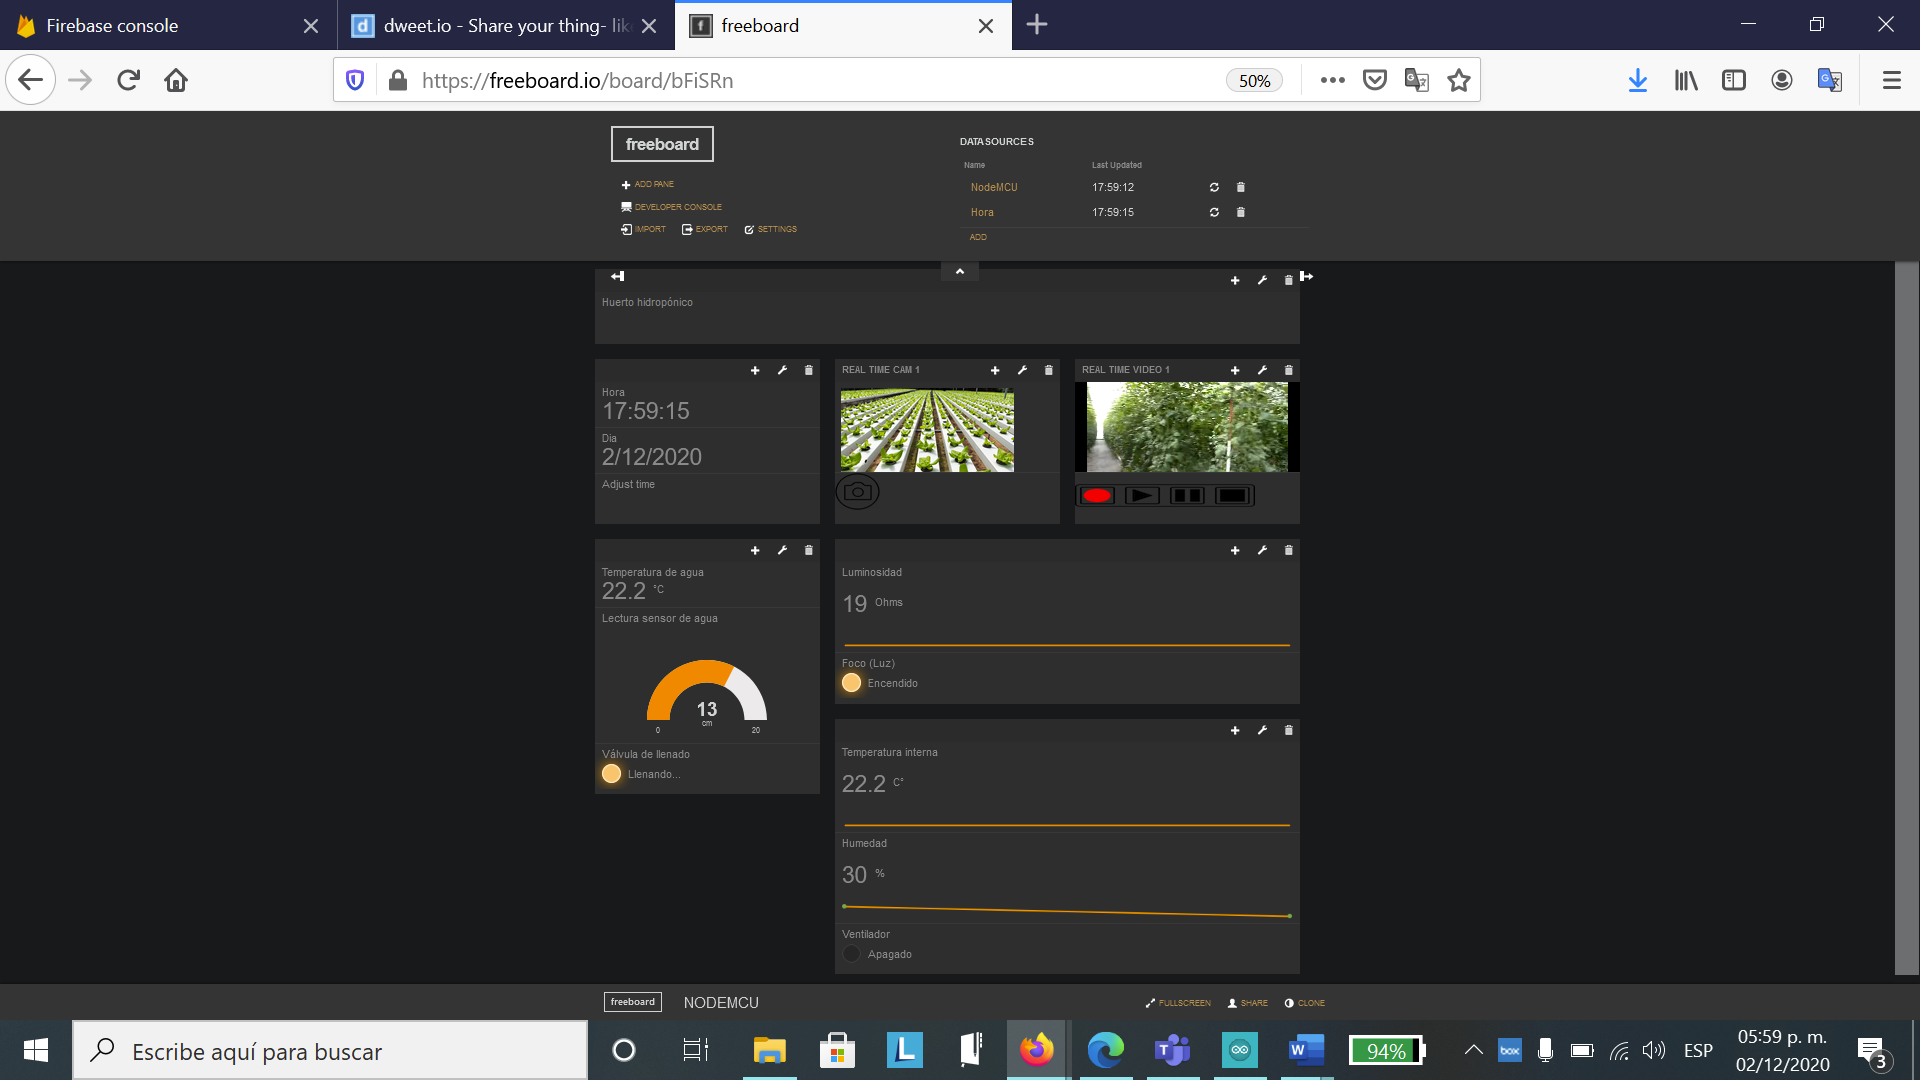 Firebase console
dweet.io - Share your thing- lik
freeboard
https://freeboard.io/board/bFiSRn
50%
freeboard
ADD PANE
DEVELOPER CONSOLE
IMPORT EXPORT SETTINGS
DATASOURCES
Name Last Updated
NodeMCU 17:59:12
Hora 17:59:15
ADD
Huerto hidropónico
Hora
17:59:15
Dia
2/12/2020
Adjust time
REAL TIME CAM 1
REAL TIME VIDEO 1
Temperatura de agua
22.2 °C
Lectura sensor de agua
13
cm
0 20
Válvula de llenado
Llenando...
Luminosidad
19 Ohms
Foco (Luz)
Encendido
Temperatura interna
22.2 C°
Humedad
30 %
Ventilador
Apagado
freeboard NODEMCU
FULLSCREEN SHARE CLONE
Escribe aquí para buscar
94%
box
ESP
05:59 p. m.
02/12/2020
3